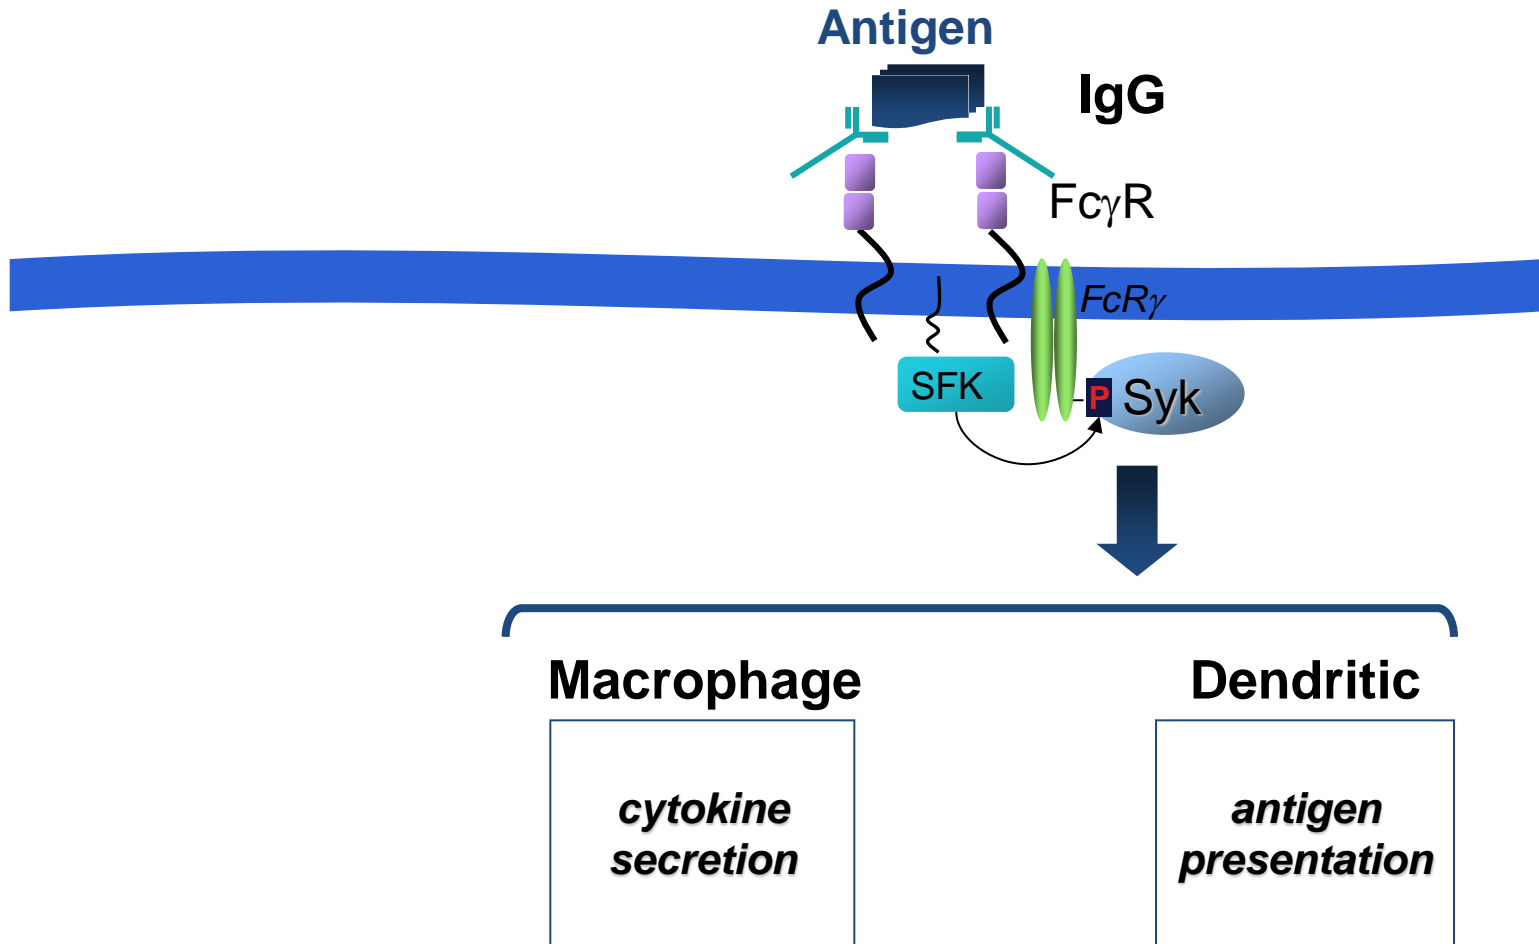 Antigen
IgG
FcγR
FcRγ
SFK
P
Syk
Macrophage
Dendritic
cytokine
secretion
antigen
presentation